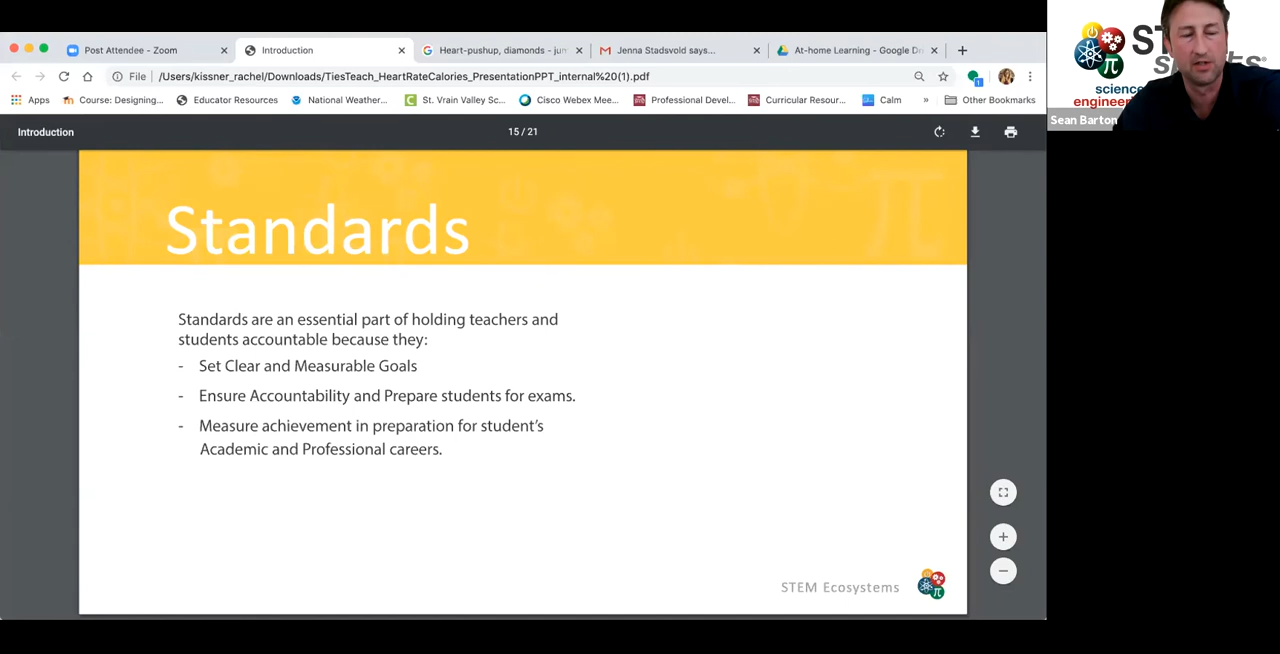 Post Attendee - Zoom
Introduction
Heart-pushup, diamonds - jum
Jenna Stadsvold says...
At-home Learning - Google Dr
File
/Users/kissner_rachel/Downloads/TiesTeach_HeartRateCalories_PresentationPPT_internal%20(1).pdf
Apps
Course: Designing...
Educator Resources
National Weather...
St. Vrain Valley Sc...
Cisco Webex Mee...
Professional Devel...
Curricular Resour...
Calm
»
Other Bookmarks
Introduction
15 / 21
Standards
Standards are an essential part of holding teachers and
students accountable because they:
- Set Clear and Measurable Goals
- Ensure Accountability and Prepare students for exams.
- Measure achievement in preparation for student's
Academic and Professional careers.
STEM Ecosystems
science
engineer
Sean Barton